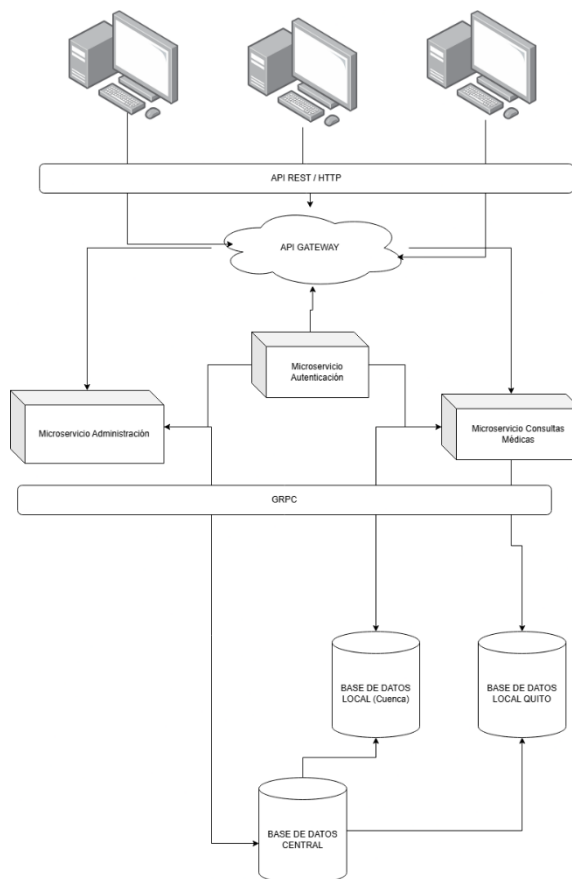 API REST / HTTP
API GATEWAY
Microservicio
Autenticación
Microservicio Administración
Microservicio Consultas
Médicas
GRPC
BASE DE DATOS
LOCAL (Cuenca)
BASE DE DATOS
LOCAL QUITO
BASE DE DATOS
CENTRAL